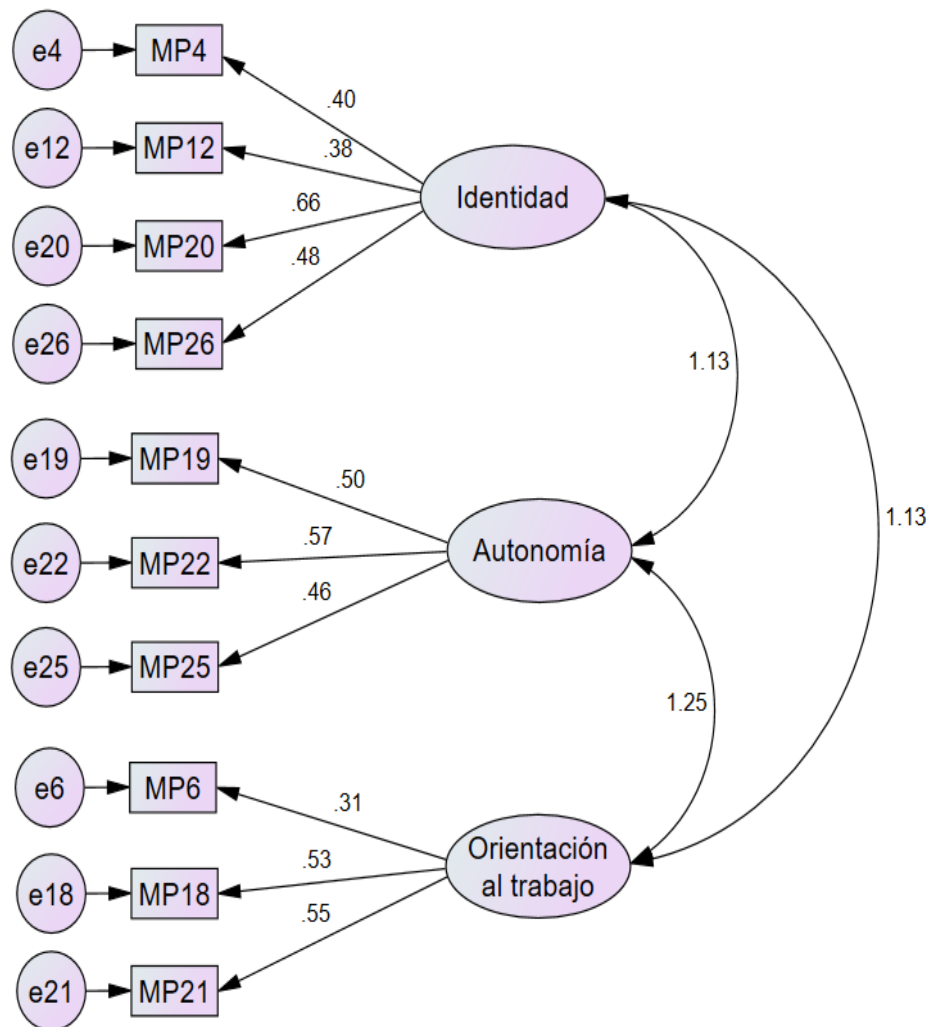 e4 MP4
.40
e12 MP12
.38
Identidad
.66
e20 MP20
.48
e26 MP26
1.13
e19 MP19
.50
1.13
.57
Autonomía
e22 MP22
.46
e25 MP25
1.25
e6 MP6
.31
Orientación
al trabajo
.53
e18 MP18
.55
e21 MP21